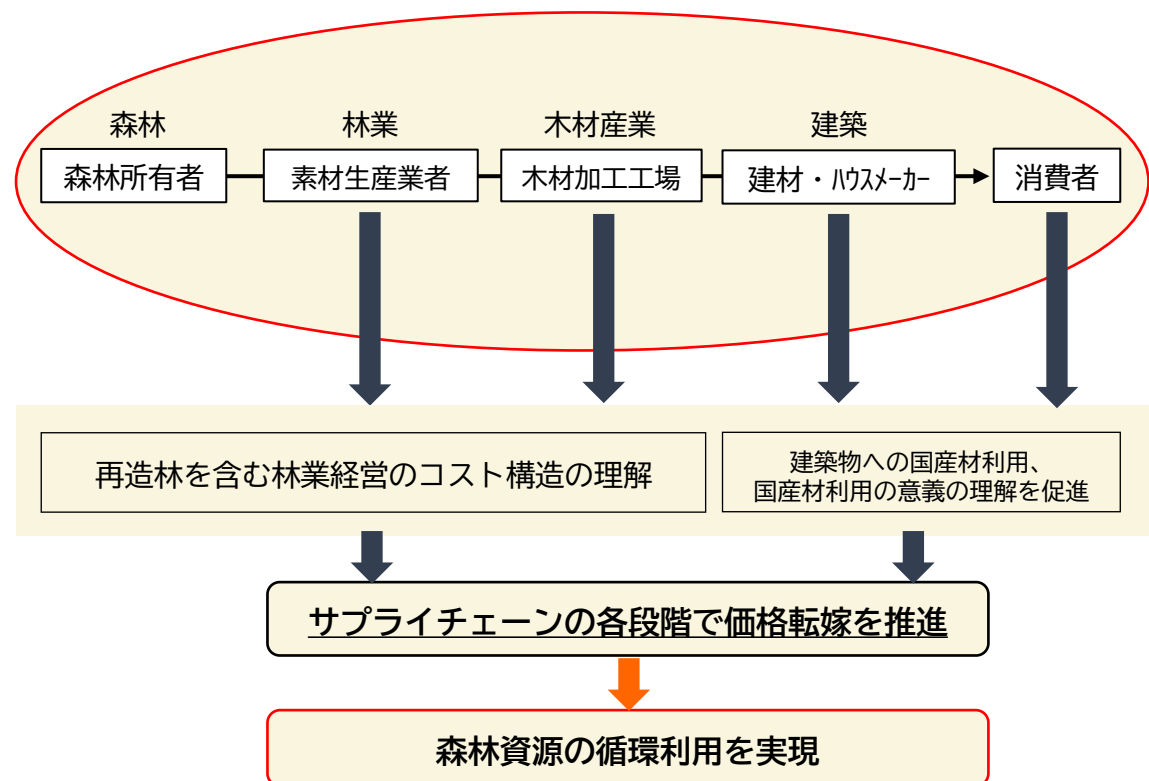 森林
林業
木材産業
建築
森林所有者
素材生産業者
木材加工工場
建材・ﾊｳｽﾒｰｶｰ
消費者
再造林を含む林業経営のコスト構造の理解
建築物への国産材利用、
国産材利用の意義の理解を促進
サプライチェーンの各段階で価格転嫁を推進
森林資源の循環利用を実現